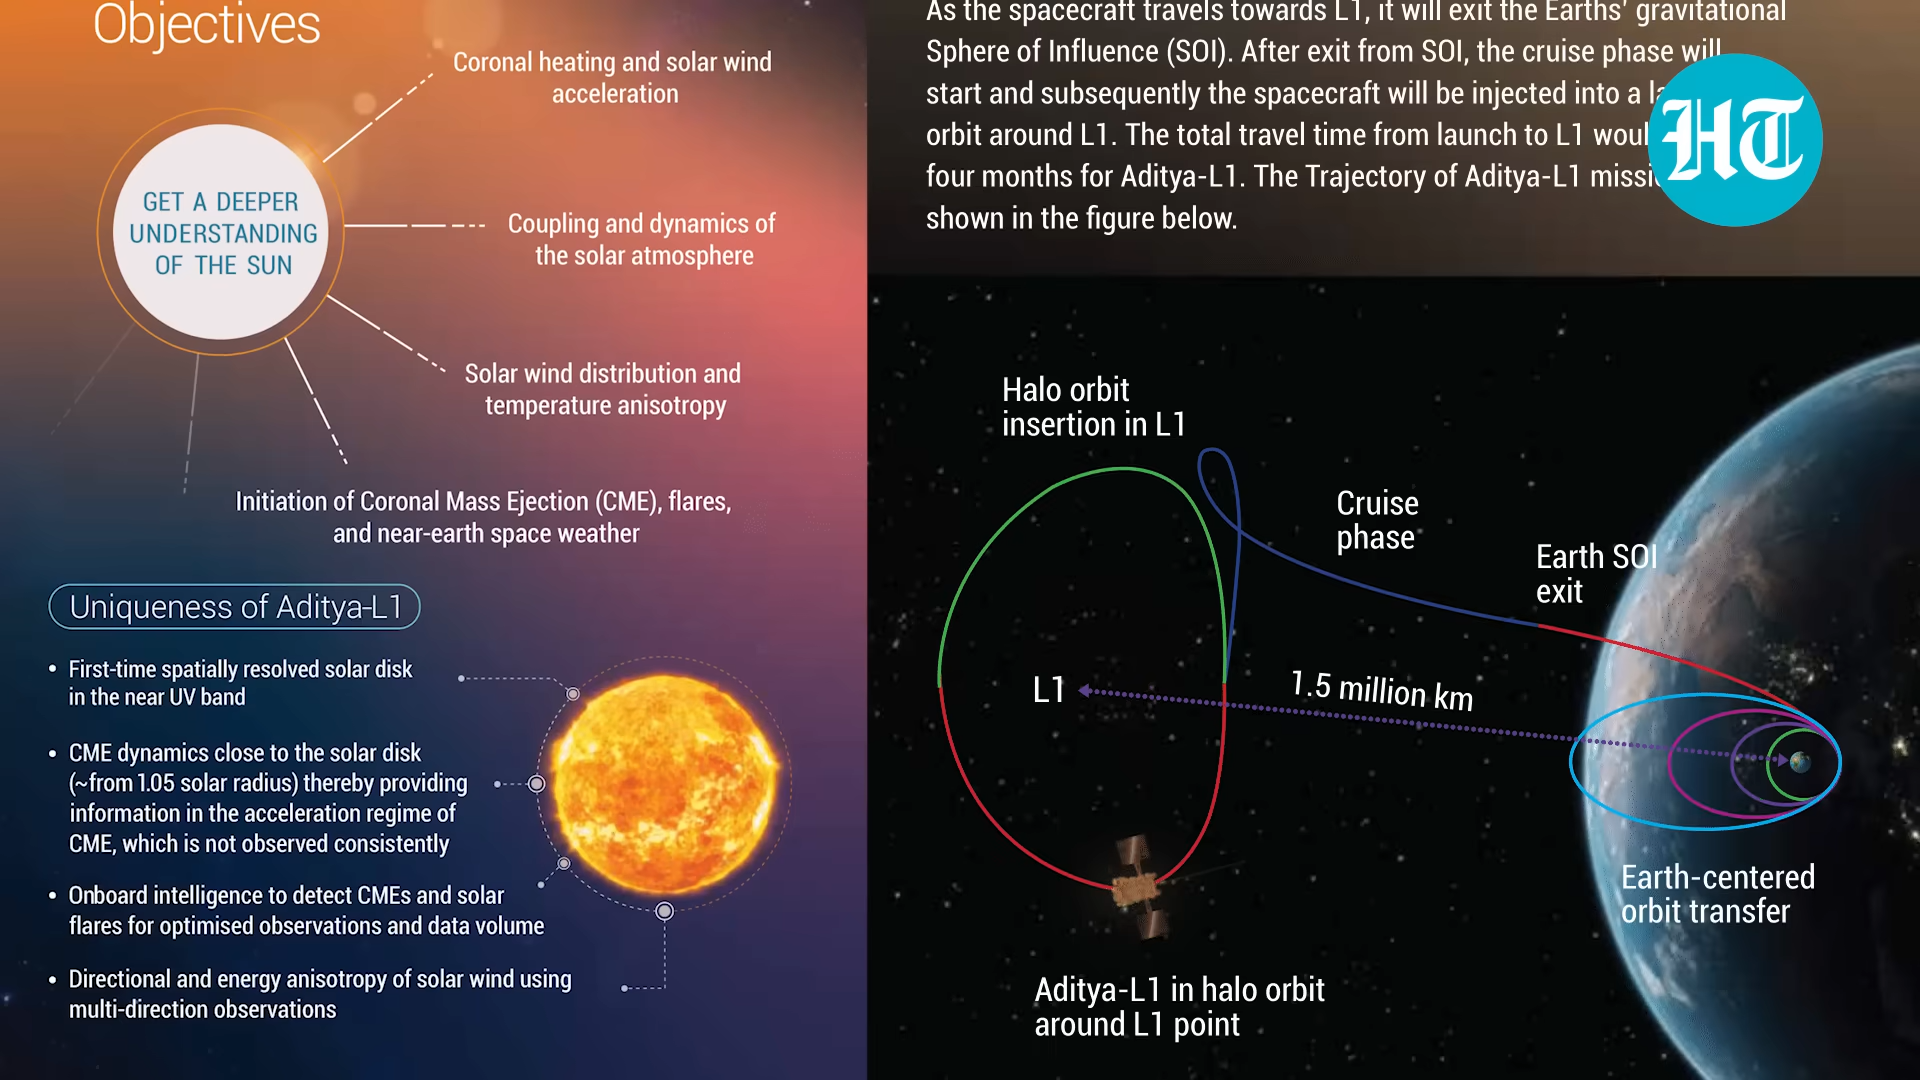 Objectives
Coronal heating and solar wind
acceleration
GET A DEEPER
UNDERSTANDING
OF THE SUN
Coupling and dynamics of
the solar atmosphere
Solar wind distribution and
temperature anisotropy
Initiation of Coronal Mass Ejection (CME), flares,
and near-earth space weather
Uniqueness of Aditya-L1
• First-time spatially resolved solar disk
in the near UV band
• CME dynamics close to the solar disk
(~from 1.05 solar radius) thereby providing
information in the acceleration regime of
CME, which is not observed consistently
• Onboard intelligence to detect CMEs and solar
flares for optimised observations and data volume
• Directional and energy anisotropy of solar wind using
multi-direction observations
As the spacecraft travels towards L1, it will exit the Earths' gravitational
Sphere of Influence (SOI). After exit from SOI, the cruise phase will
start and subsequently the spacecraft will be injected into a
orbit around L1. The total travel time from launch to L1
four months for Aditya-L1. The Trajectory of Aditya-L1
shown in the figure below.
HT
Halo orbit
insertion in L1
Cruise
phase
Earth SOI
exit
L1
1.5 million km
Earth-centered
orbit transfer
Aditya-L1 in halo orbit
around L1 point